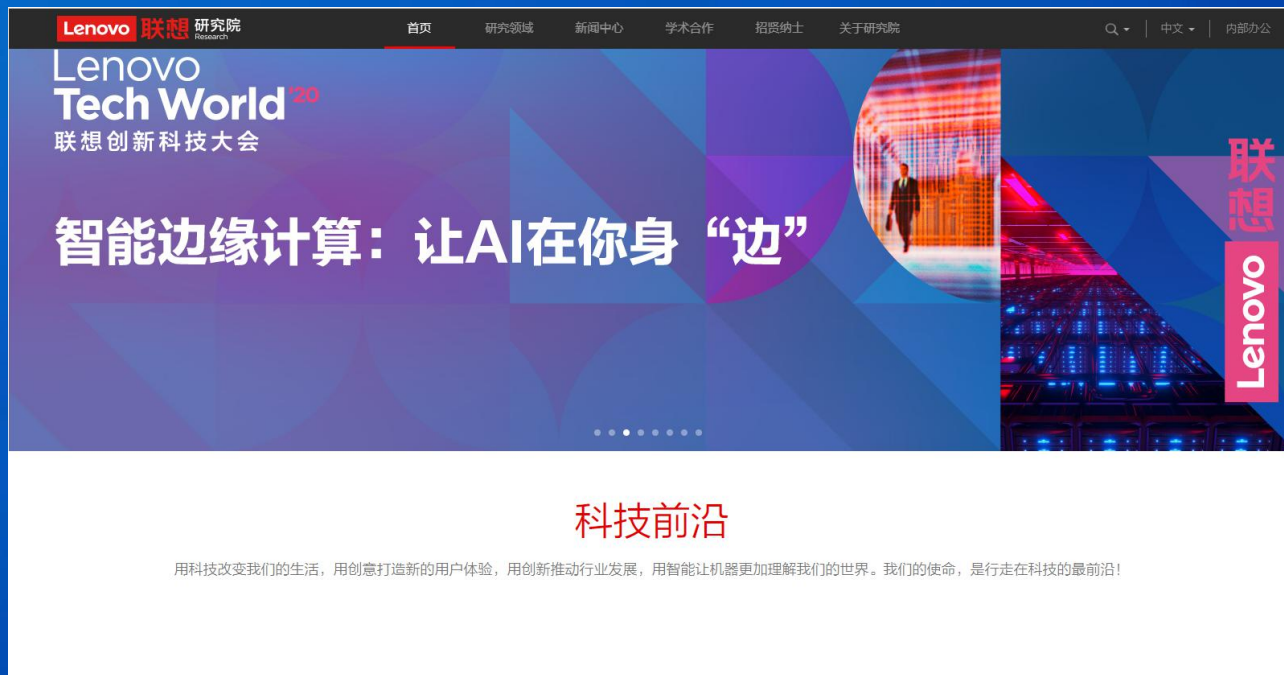 Lenovo 联想 研究院
Research
首页 研究领域 新闻中心 学术合作 招贤纳士 关于研究院 中文 内部办公
Lenovo
Tech World '20
联想创新科技大会
智能边缘计算：让AI在你身“边”
联想
Lenovo
科技前沿
用科技改变我们的生活，用创意打造新的用户体验，用创新推动行业发展，用智能让机器更加理解我们的世界。我们的使命，是行走在科技的最前沿！